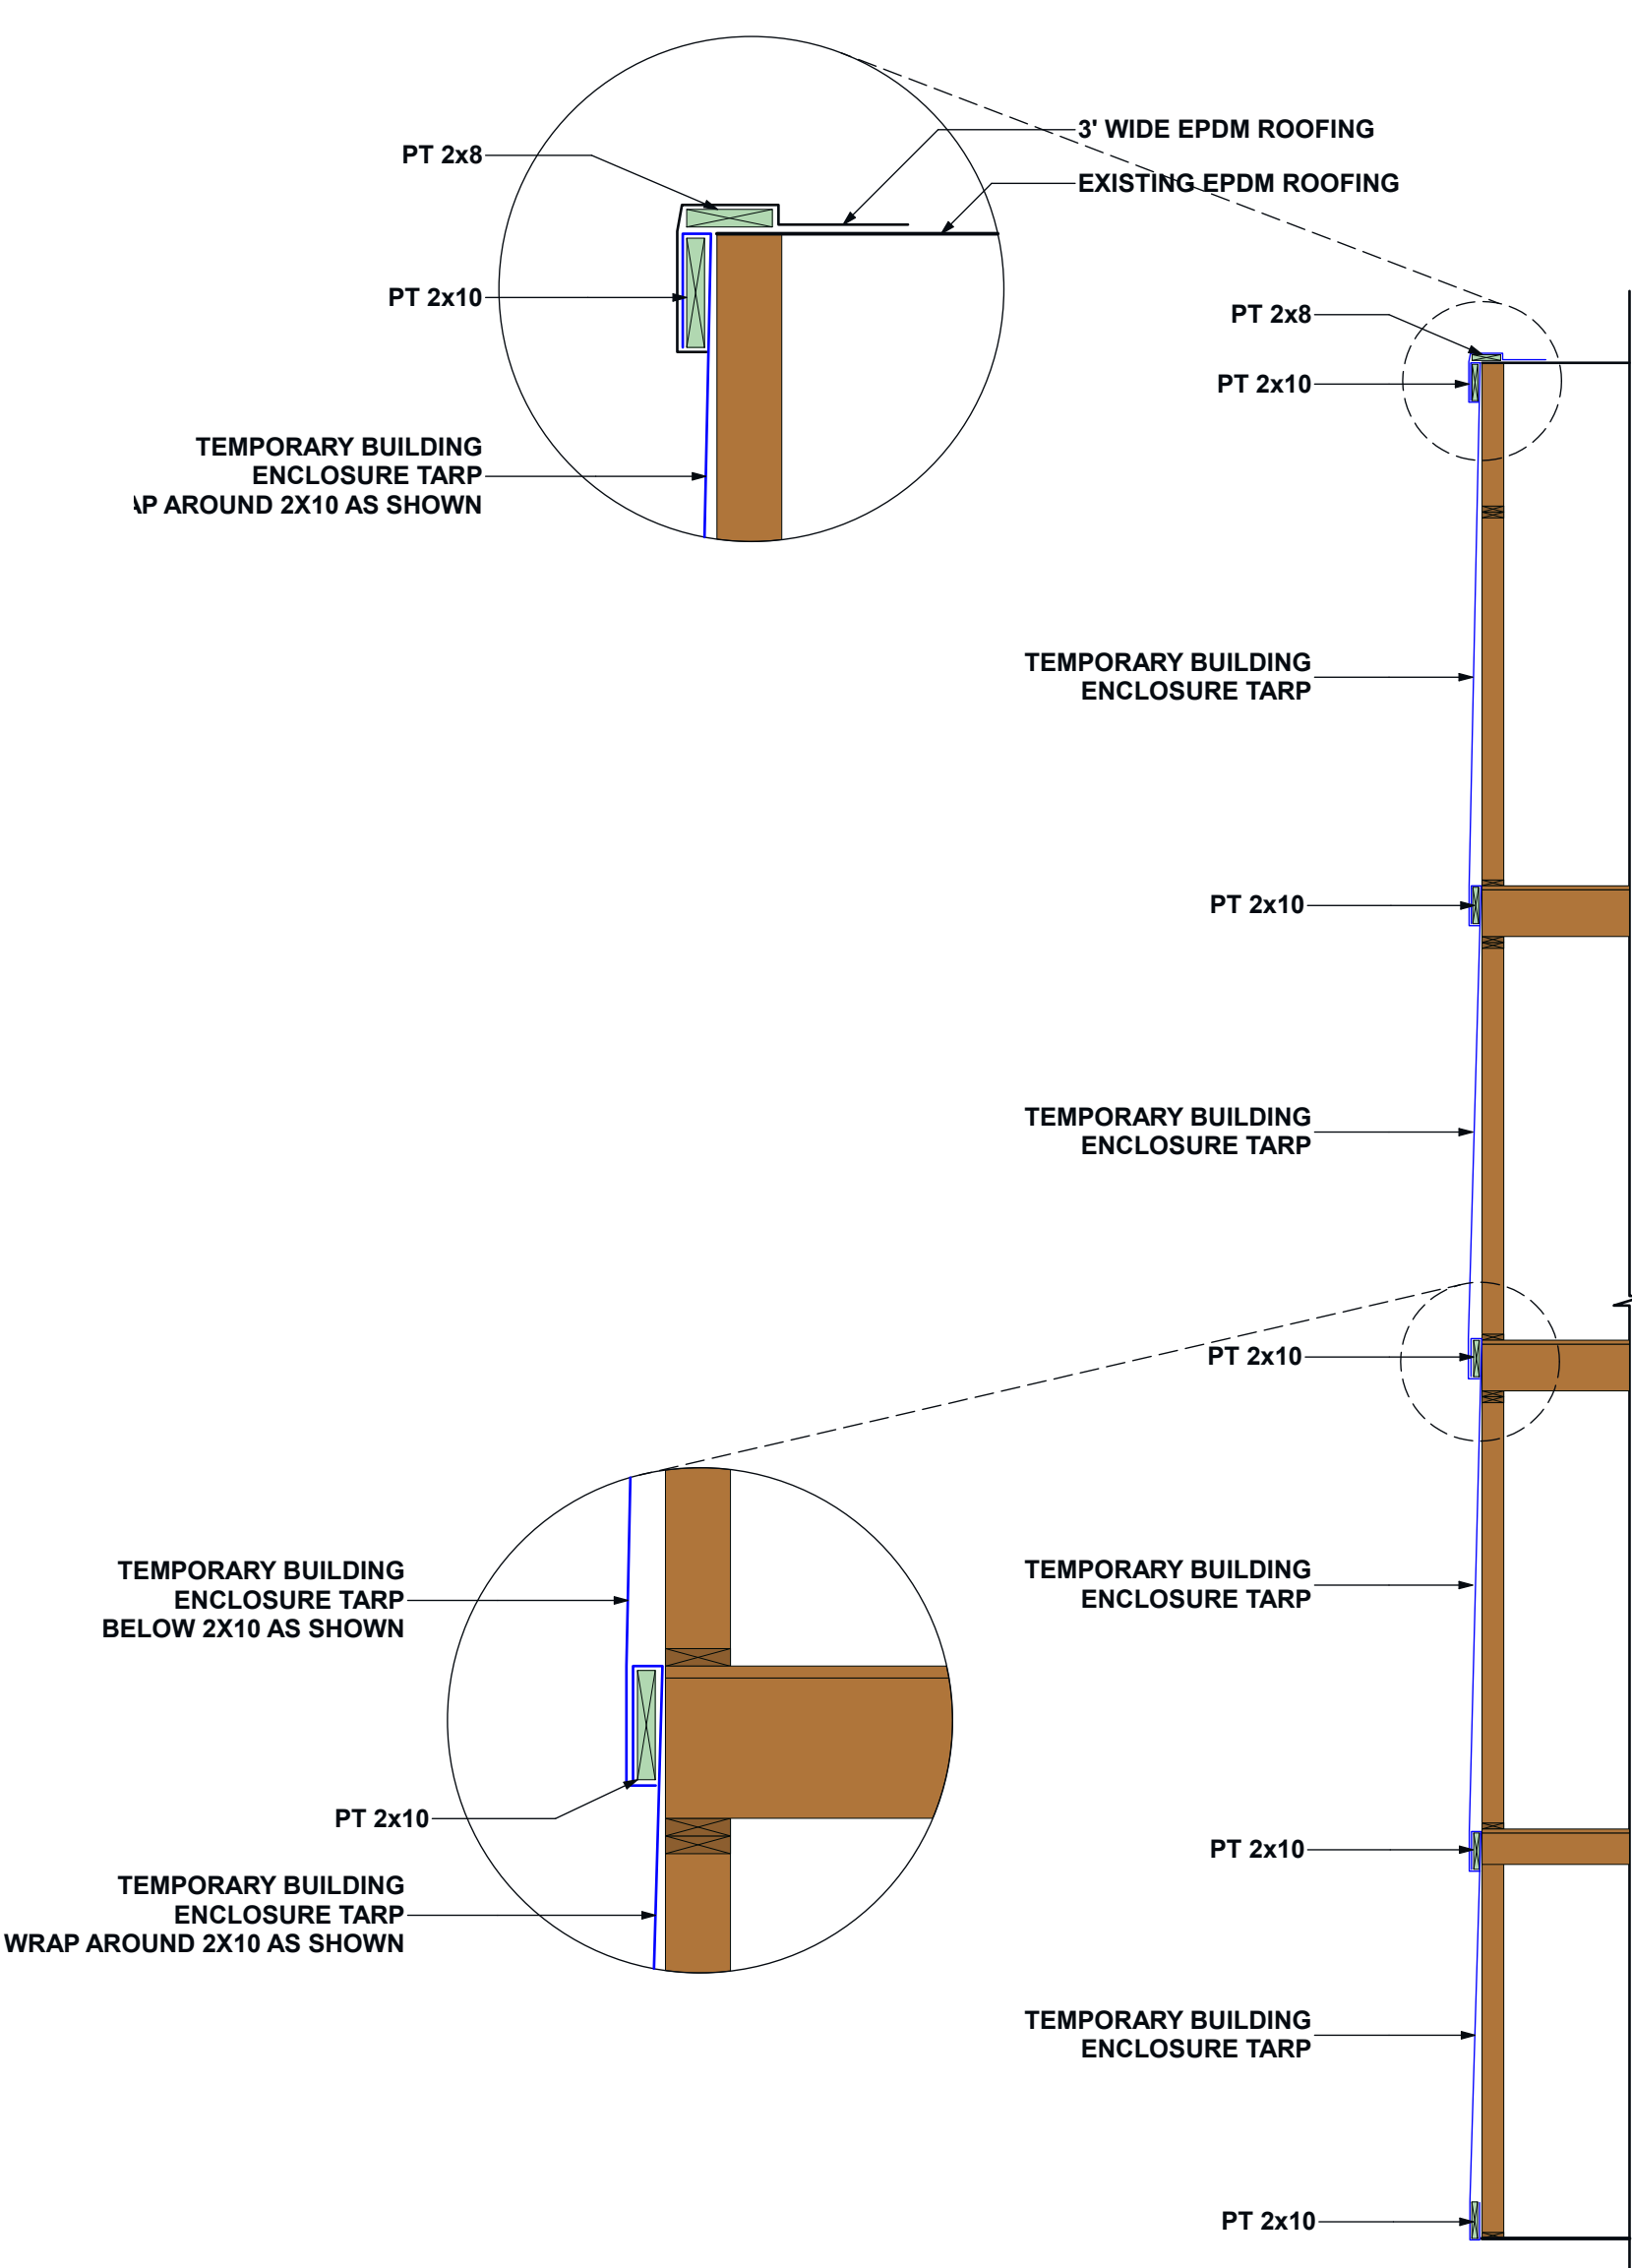 3' WIDE EPDM ROOFING
PT 2x8
EXISTING EPDM ROOFING
PT 2x10
PT 2x8
PT 2x10
TEMPORARY BUILDING
ENCLOSURE TARP
AROUND 2X10 AS SHOWN
TEMPORARY BUILDING
ENCLOSURE TARP
PT 2x10
TEMPORARY BUILDING
ENCLOSURE TARP
PT 2x10
TEMPORARY BUILDING
ENCLOSURE TARP
BELOW 2X10 AS SHOWN
TEMPORARY BUILDING
ENCLOSURE TARP
PT 2x10
PT 2x10
TEMPORARY BUILDING
ENCLOSURE TARP
WRAP AROUND 2X10 AS SHOWN
TEMPORARY BUILDING
ENCLOSURE TARP
PT 2x10